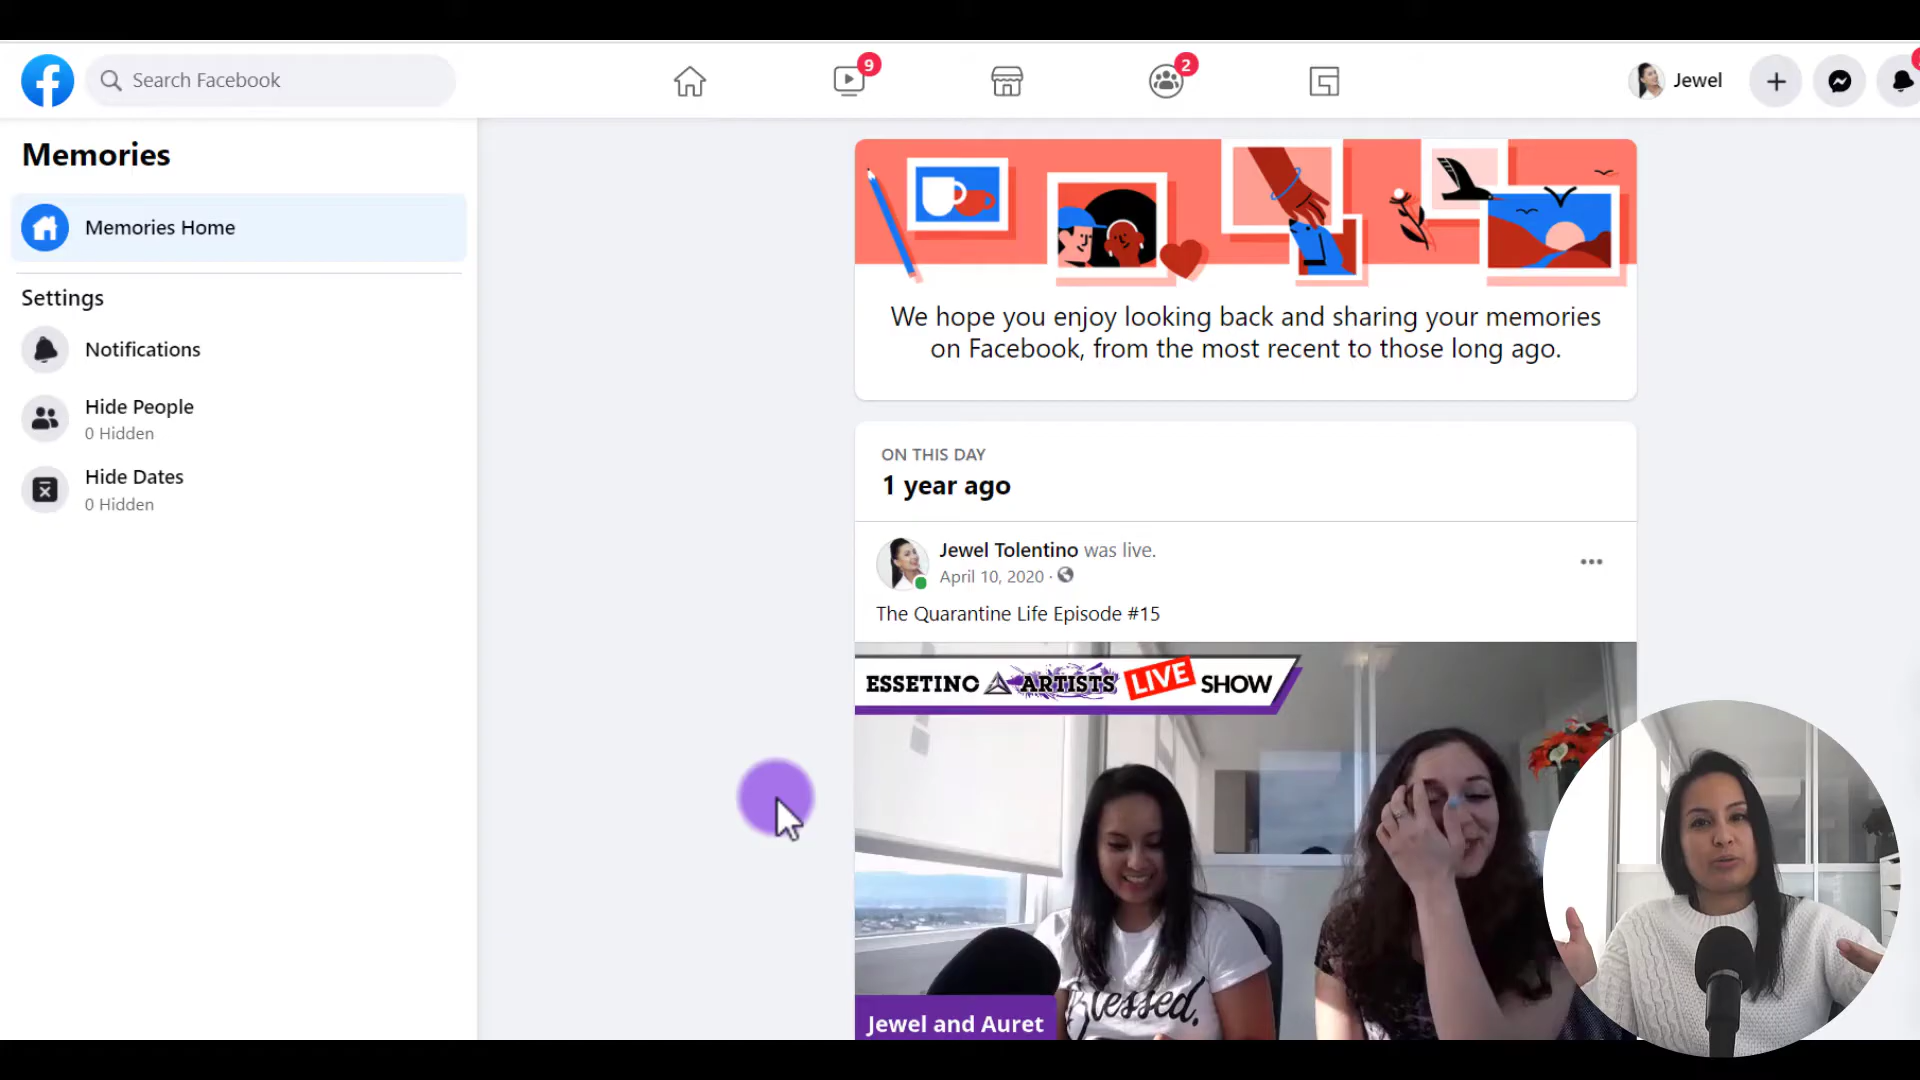 Search Facebook
9
2
Jewel
Memories
Memories Home
Settings
Notifications
Hide People
0 Hidden
Hide Dates
0 Hidden
We hope you enjoy looking back and sharing your memories
on Facebook, from the most recent to those long ago.
ON THIS DAY
1 year ago
Jewel Tolentino was live.
April 10, 2020 ·
The Quarantine Life Episode #15
ESSETINO ARTISTS LIVE SHOW
Blessed.
Jewel and Auret